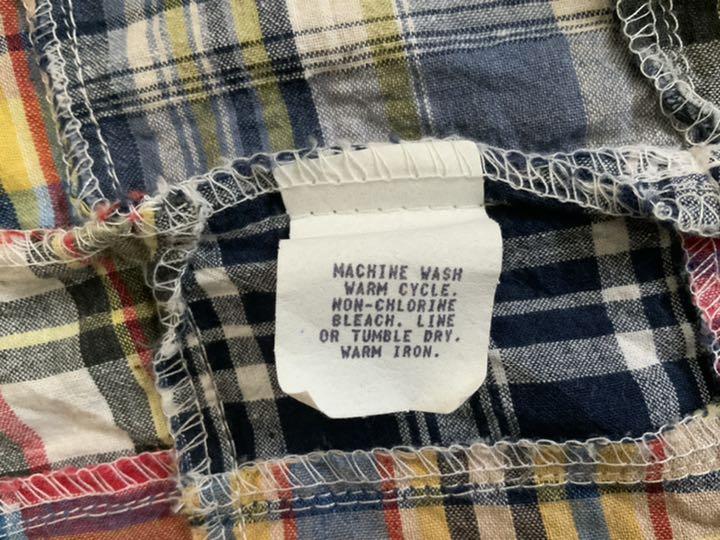 MACHINE WASH
WARM CYCLE.
NON-CHLORINE
BLEACH. LINE
OR TUMBLE DRY.
WARM IRON.